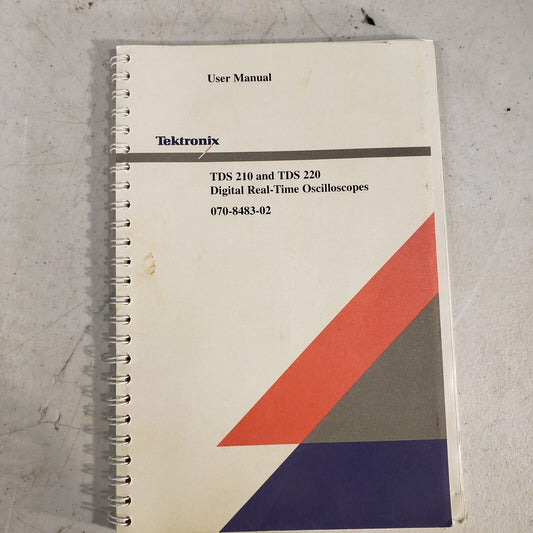 User Manual
Tektronix
TDS 210 and TDS 220
Digital Real-Time Oscilloscopes
070-8483-02